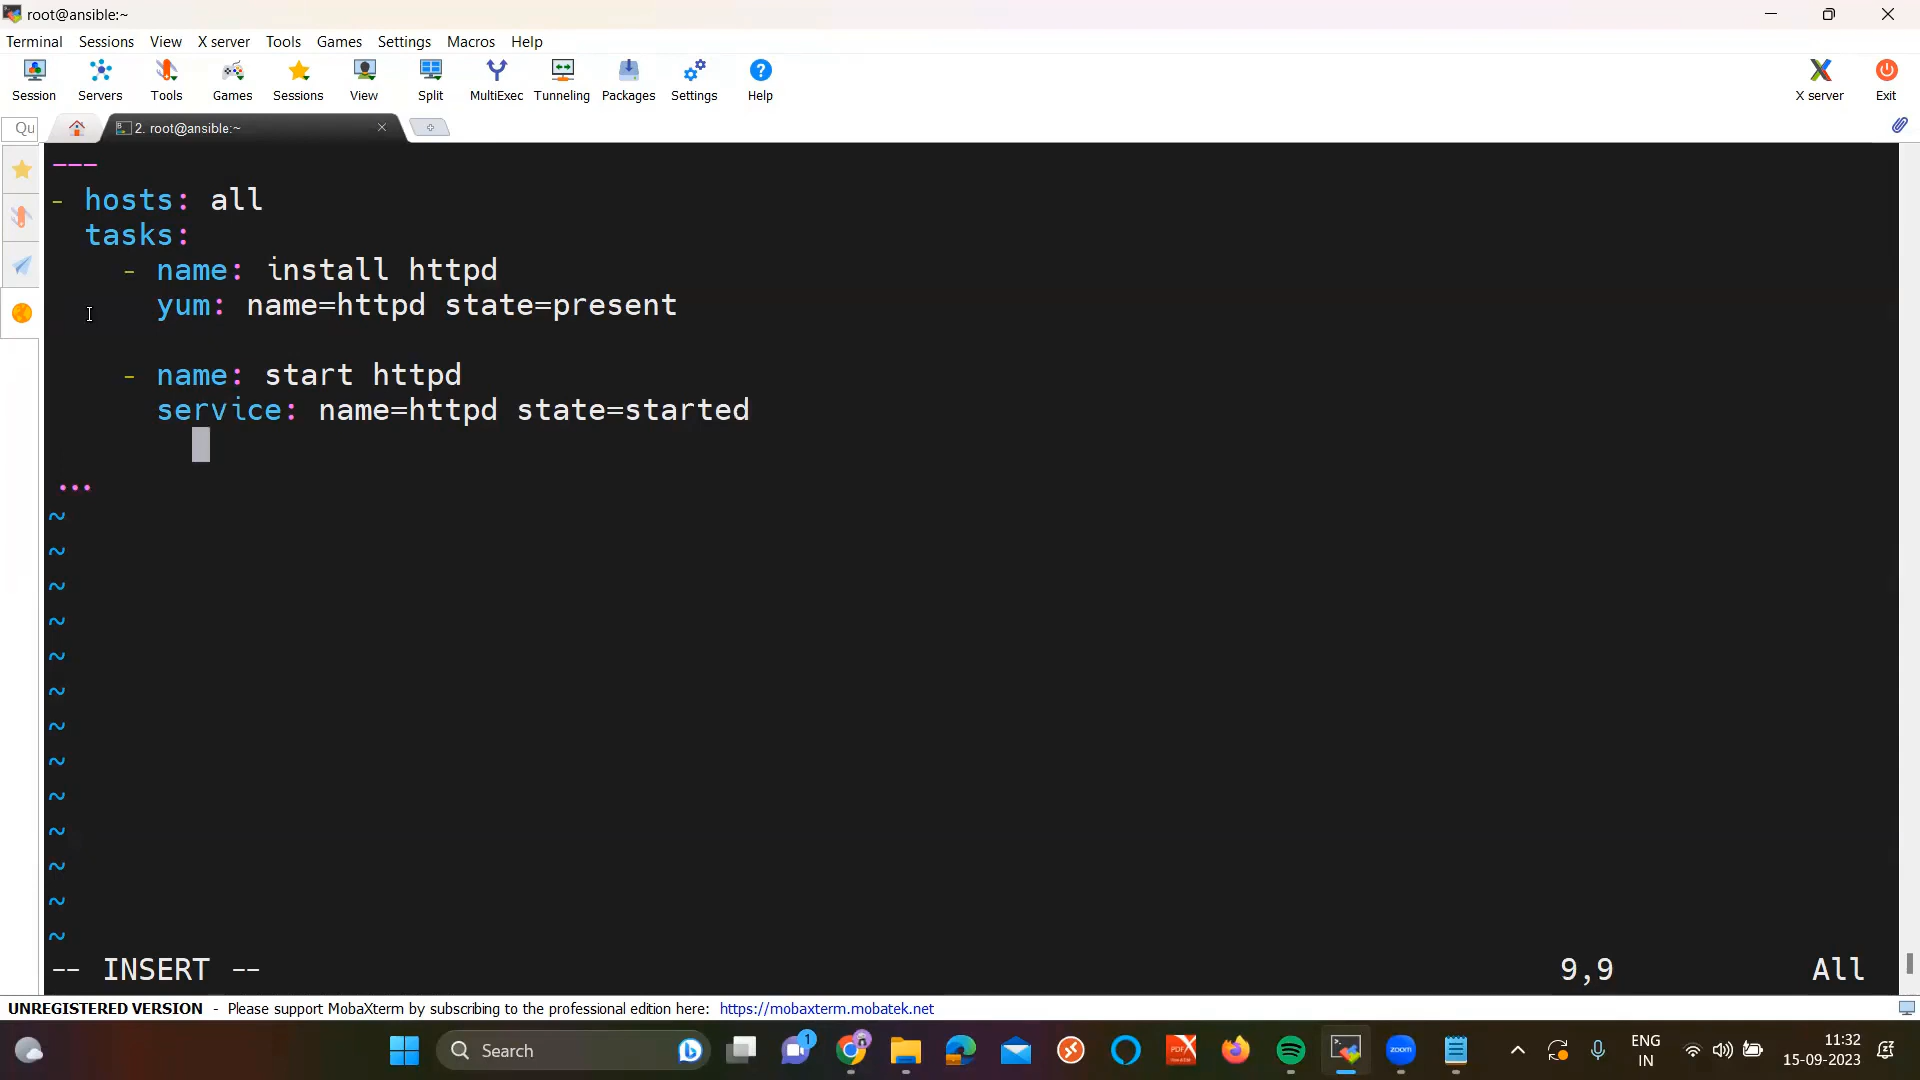 root@ansible:~
Terminal Sessions View X server Tools Games Settings Macros Help
Session Servers Tools Games Sessions View Split MultiExec Tunneling Packages Settings Help X server Exit
Qu 2. root@ansible:~
---
- hosts: all
tasks:
- name: install httpd
yum: name=httpd state=present
- name: start httpd
service: name=httpd state=started
...
~
~
~
~
~
~
~
~
~
~
~
~
~
-- INSERT -- 9,9 All
UNREGISTERED VERSION - Please support MobaXterm by subscribing to the professional edition here: https://mobaxterm.mobatek.net
Search 1 zoom ENG IN 11:32
15-09-2023